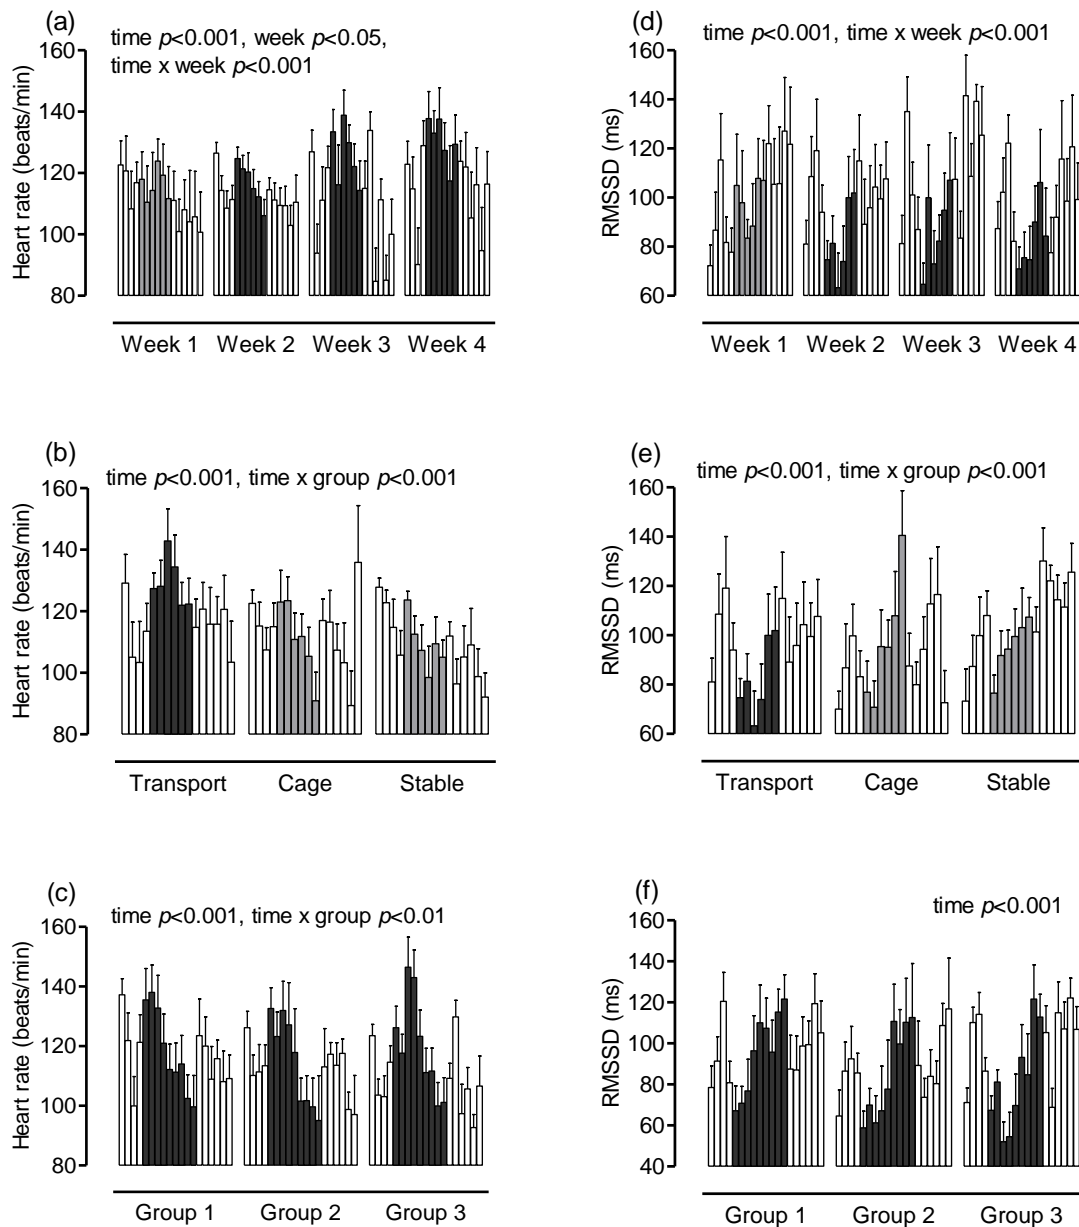 (a)
time p<0.001, week p<0.05,
time x week p<0.001
Heart rate (beats/min)
160
140
120
100
80
Week 1 Week 2 Week 3 Week 4
(d)
time p<0.001, time x week p<0.001
RMSSD (ms)
160
140
120
100
80
60
Week 1 Week 2 Week 3 Week 4
(b)
time p<0.001, time x group p<0.001
Heart rate (beats/min)
160
140
120
100
80
Transport Cage Stable
(e)
time p<0.001, time x group p<0.001
RMSSD (ms)
160
140
120
100
80
60
Transport Cage Stable
(c)
time p<0.001, time x group p<0.01
Heart rate (beats/min)
160
140
120
100
80
Group 1 Group 2 Group 3
(f)
time p<0.001
RMSSD (ms)
160
140
120
100
80
60
40
Group 1 Group 2 Group 3